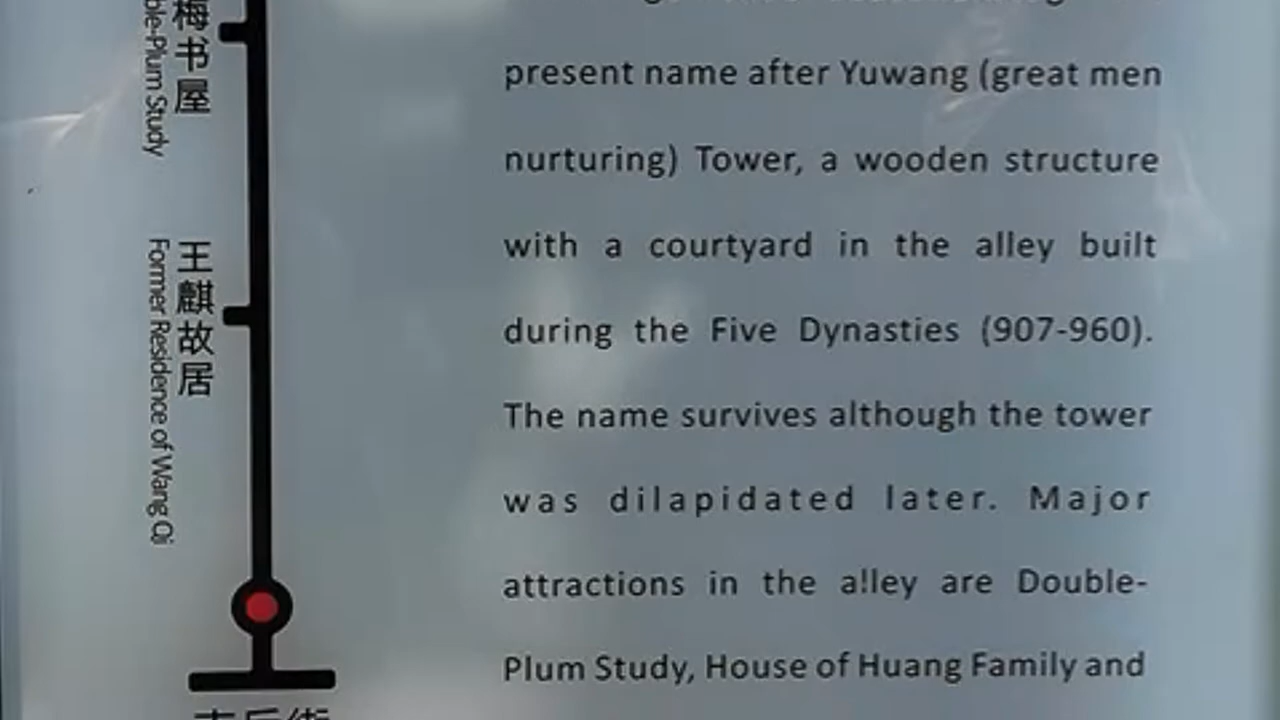 梅书屋
ble-Plum Study
王麒故居
Former Residence of Wang Qi
present name after Yuwang (great men
nurturing) Tower, a wooden structure
with a courtyard in the alley built
during the Five Dynasties (907-960).
The name survives although the tower
was dilapidated later. Major
attractions in the alley are Double-
Plum Study, House of Huang Family and